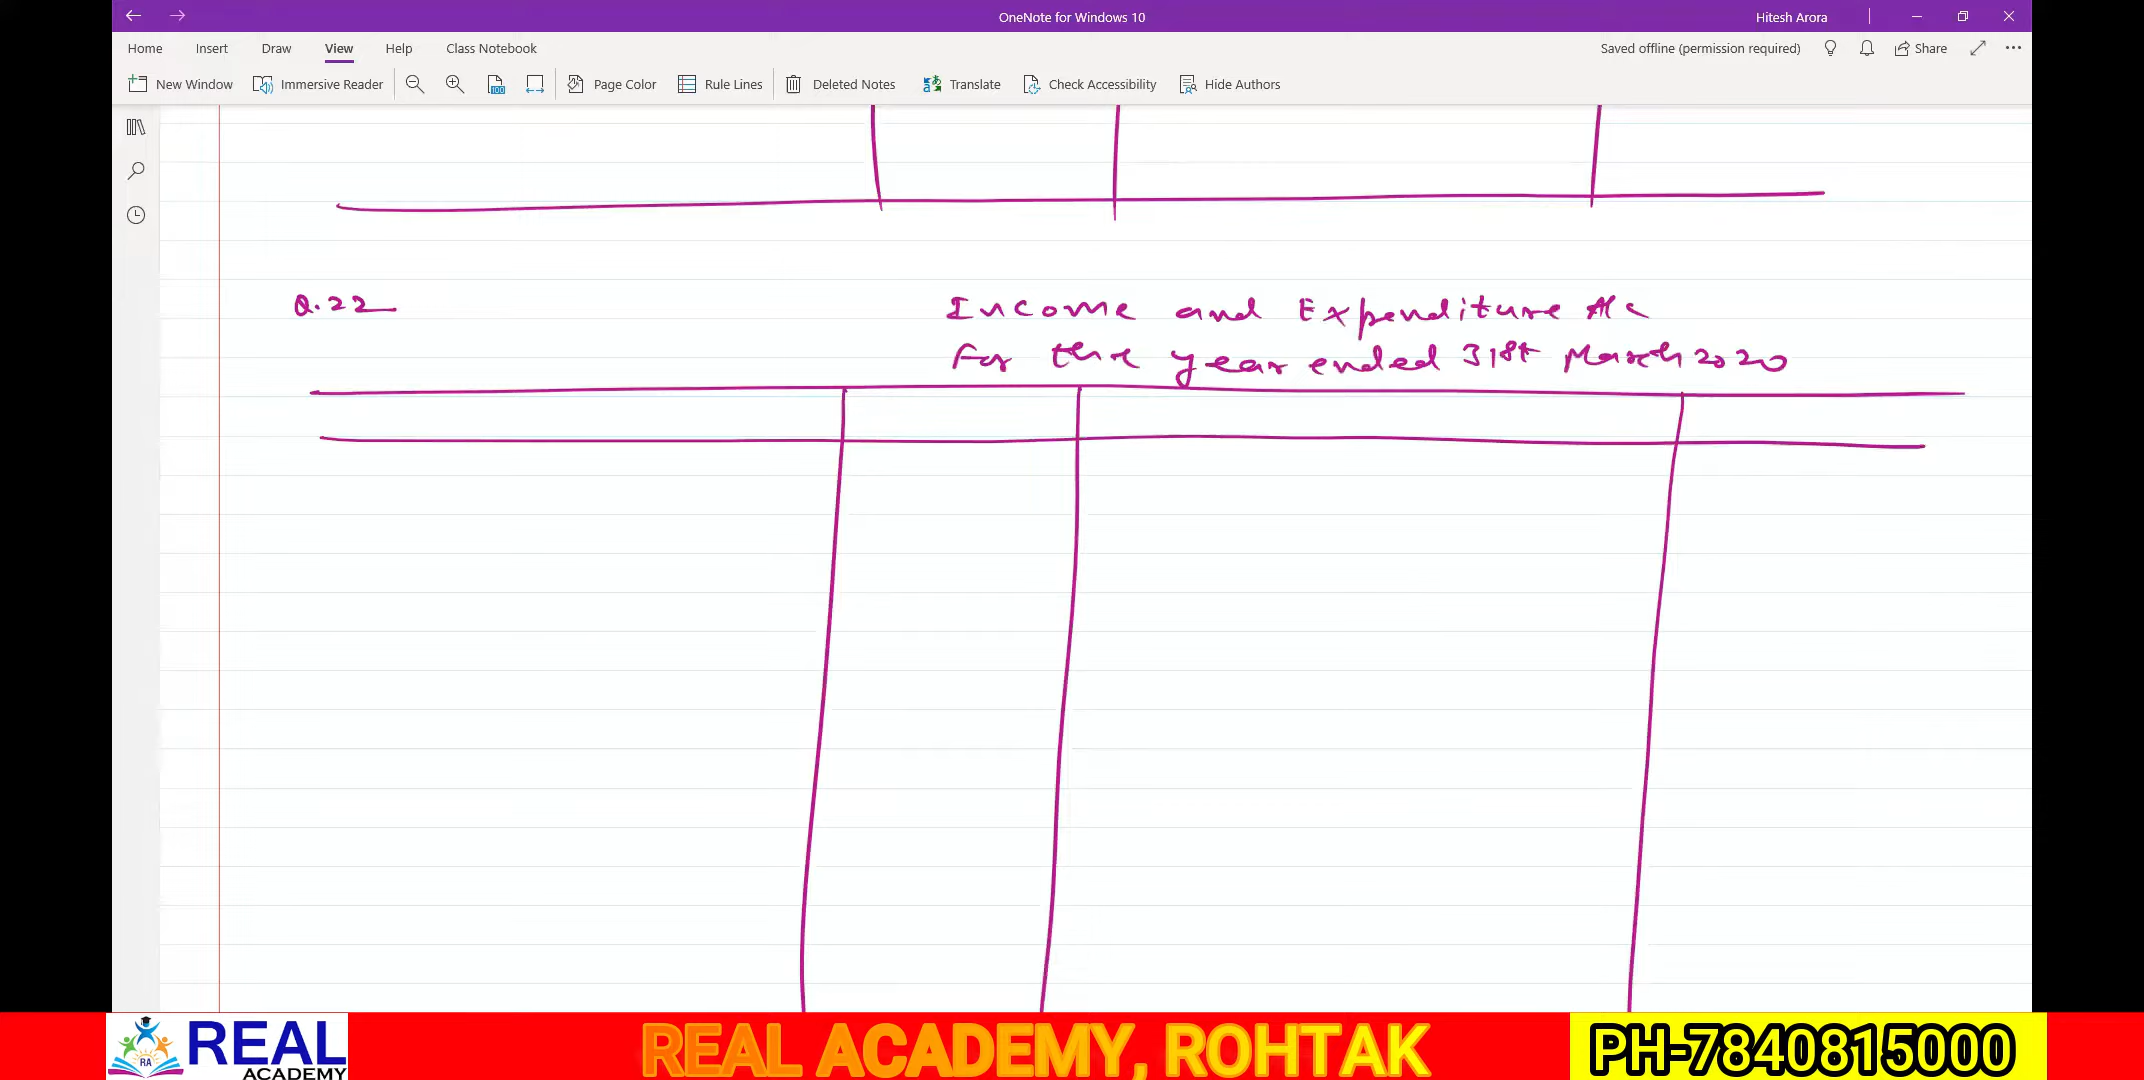 OneNote for Windows 10
Hitesh Arora
Home Insert Draw View Help Class Notebook
Saved offline (permission required) Share
New Window Immersive Reader 100 Page Color Rule Lines Deleted Notes Translate Check Accessibility Hide Authors
Q.22
Income and Expenditure A/c
For the year ended 31st March 2020
RA REAL ACADEMY
REAL ACADEMY, ROHTAK
PH-7840815000